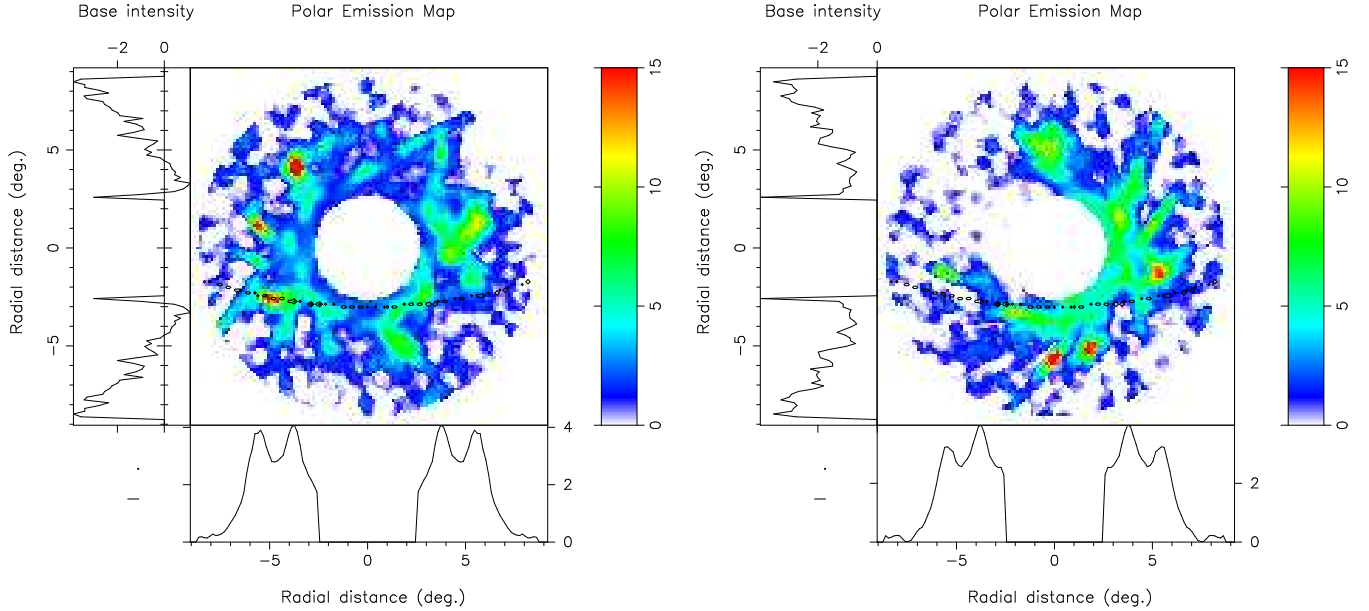 Base intensity Polar Emission Map Base intensity Polar Emission Map
−2 0 −2 0
15 15
5 5
10 10
0 0
5 5
−5 −5
0 0
Radial distance (deg.) Radial distance (deg.)
4
2 2
0 0
−5 0 5 −5 0 5
Radial distance (deg.) Radial distance (deg.)